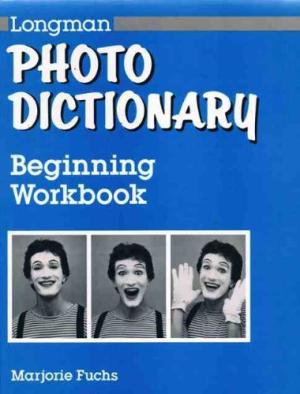 Longman
PHOTO
DICTIONARY
Beginning
Workbook
Marjorie Fuchs